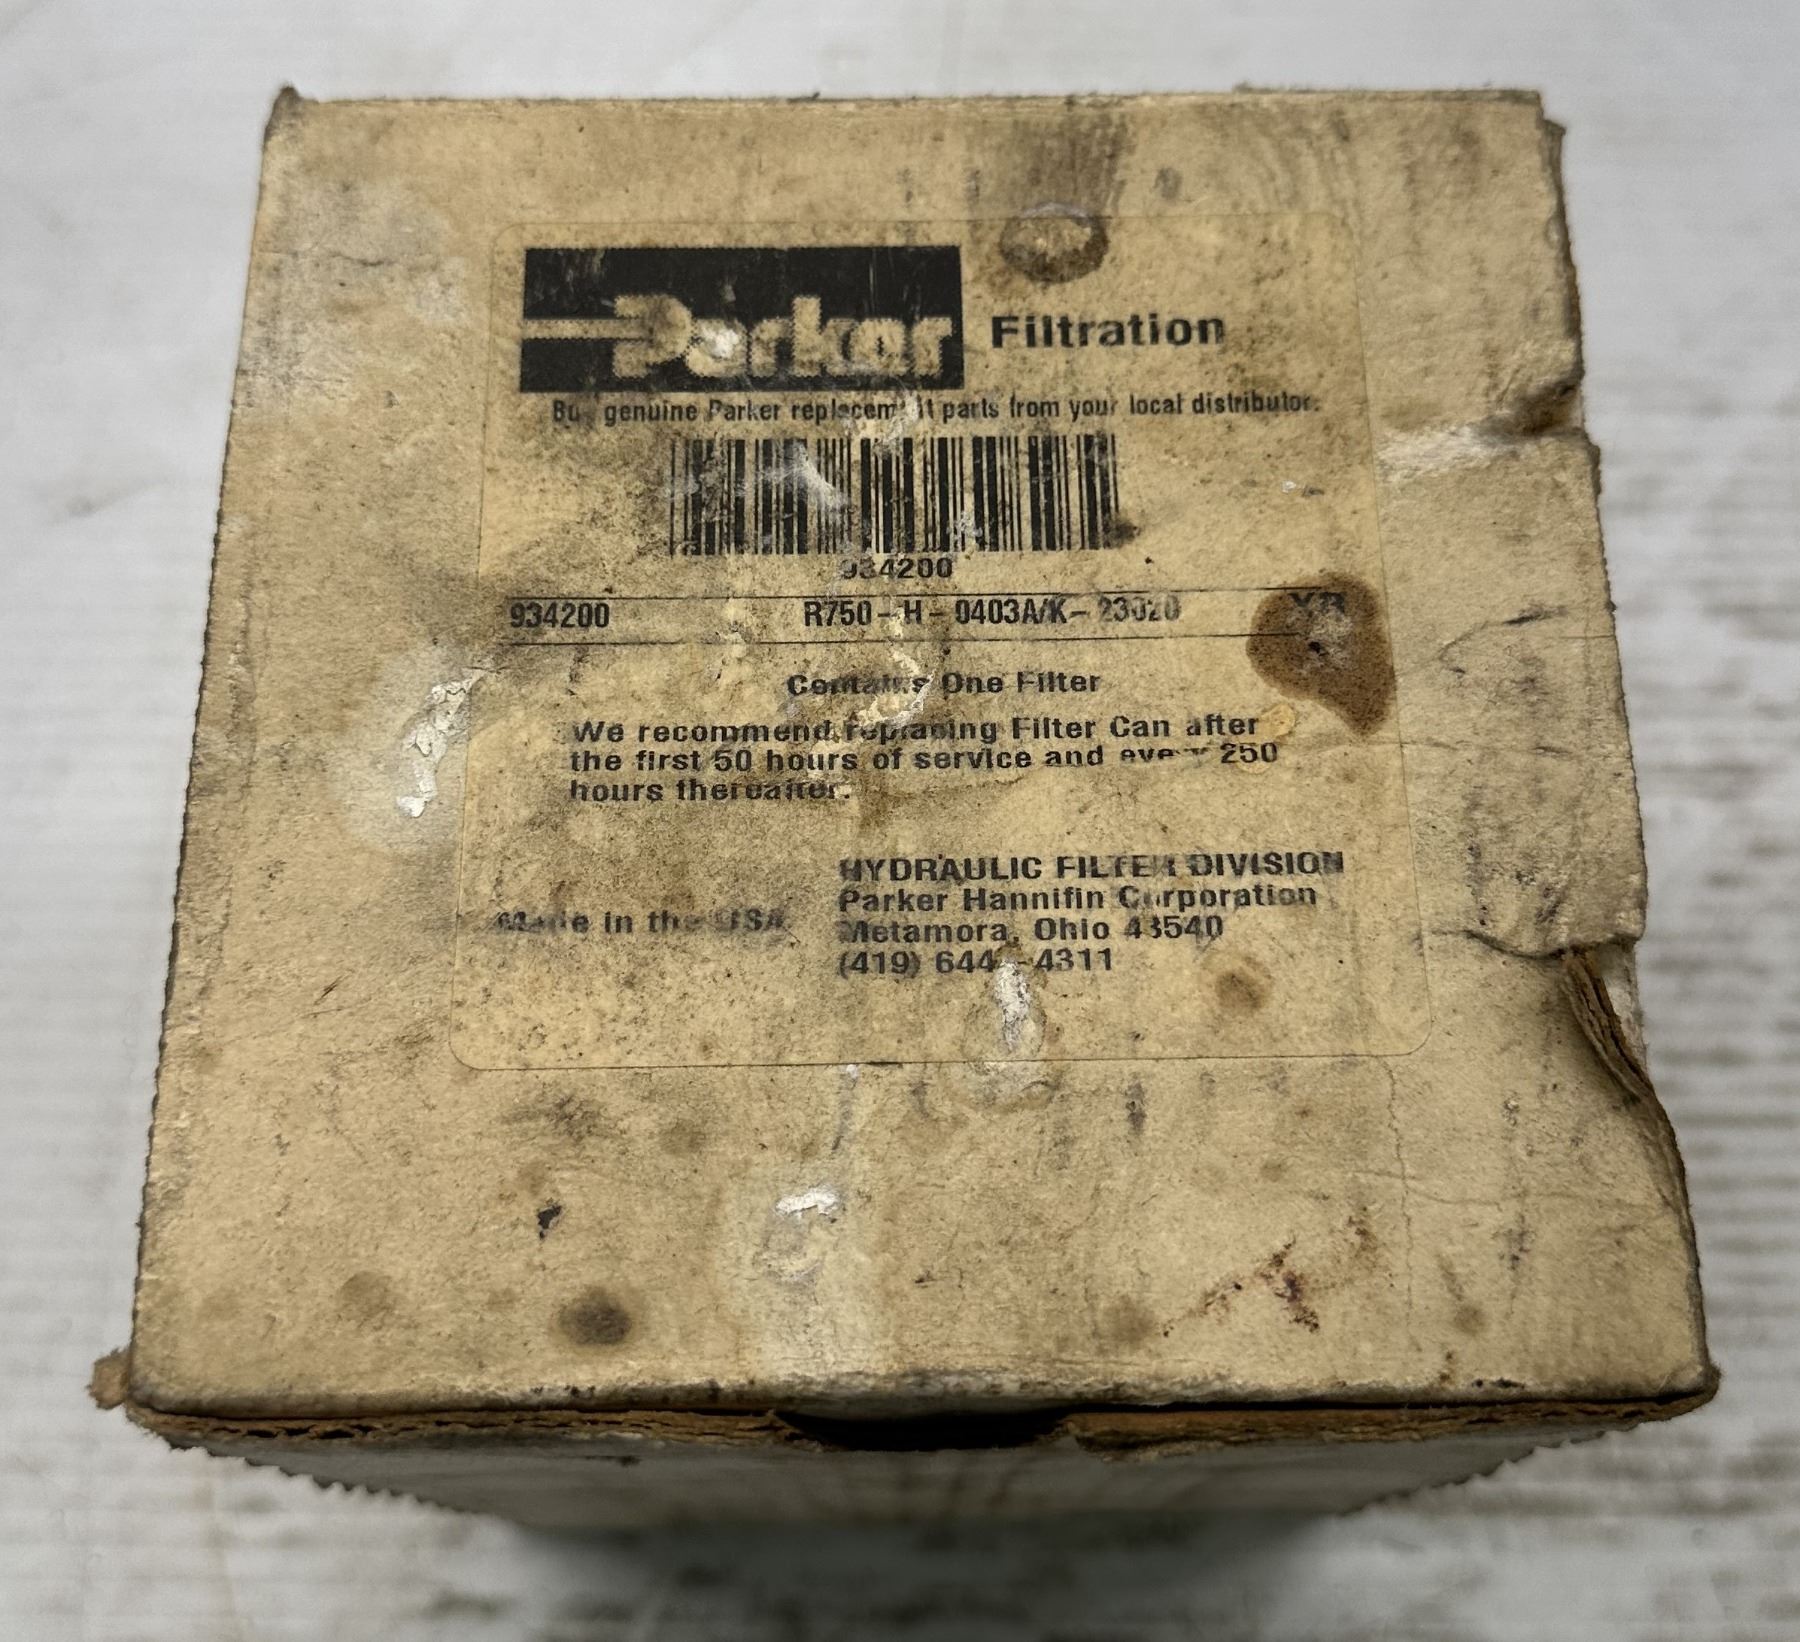 Parker Filtration
Buy genuine Parker replacement parts from your local distributor.
934200
934200 R750-H-0403A/K-23020
Contains One Filter
We recommend replacing Filter Can after
the first 50 hours of service and every 250
hours thereafter.
HYDRAULIC FILTER DIVISION
Parker Hannifin Corporation
Made in the USA Metamora, Ohio 43540
(419) 644-4311